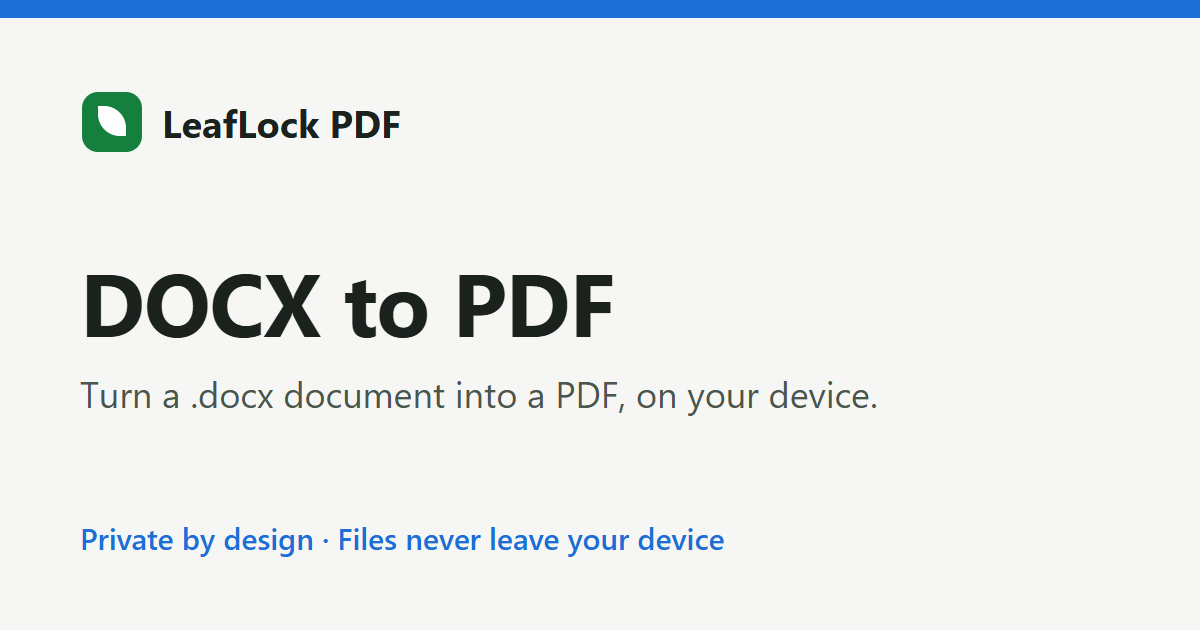 LeafLock PDF
DOCX to PDF
Turn a .docx document into a PDF, on your device.
Private by design · Files never leave your device